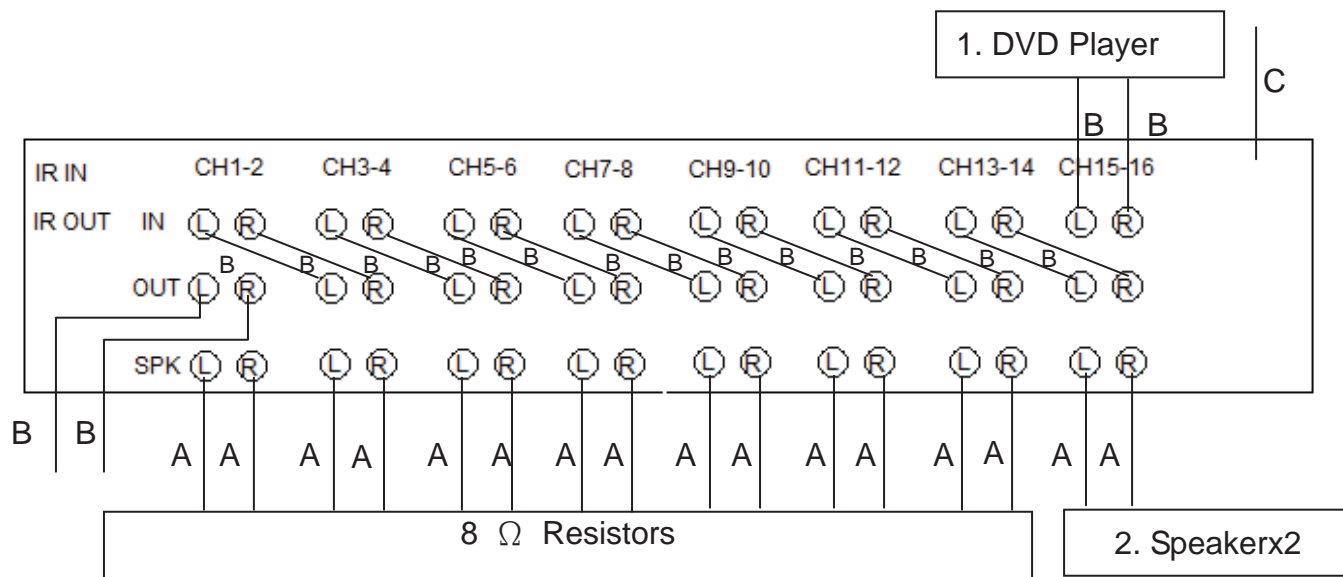 1. DVD Player
C
B B
IR IN CH1-2 CH3-4 CH5-6 CH7-8 CH9-10 CH11-12 CH13-14 CH15-16
IR OUT IN L R L R L R L R L R L R L R L R
B B B B B B B B B B B B B B
OUT L R L R L R L R L R L R L R L R
SPK L R L R L R L R L R L R L R L R
B B
A A A A A A A A A A A A A A A A
8 Ω Resistors
2. Speakerx2